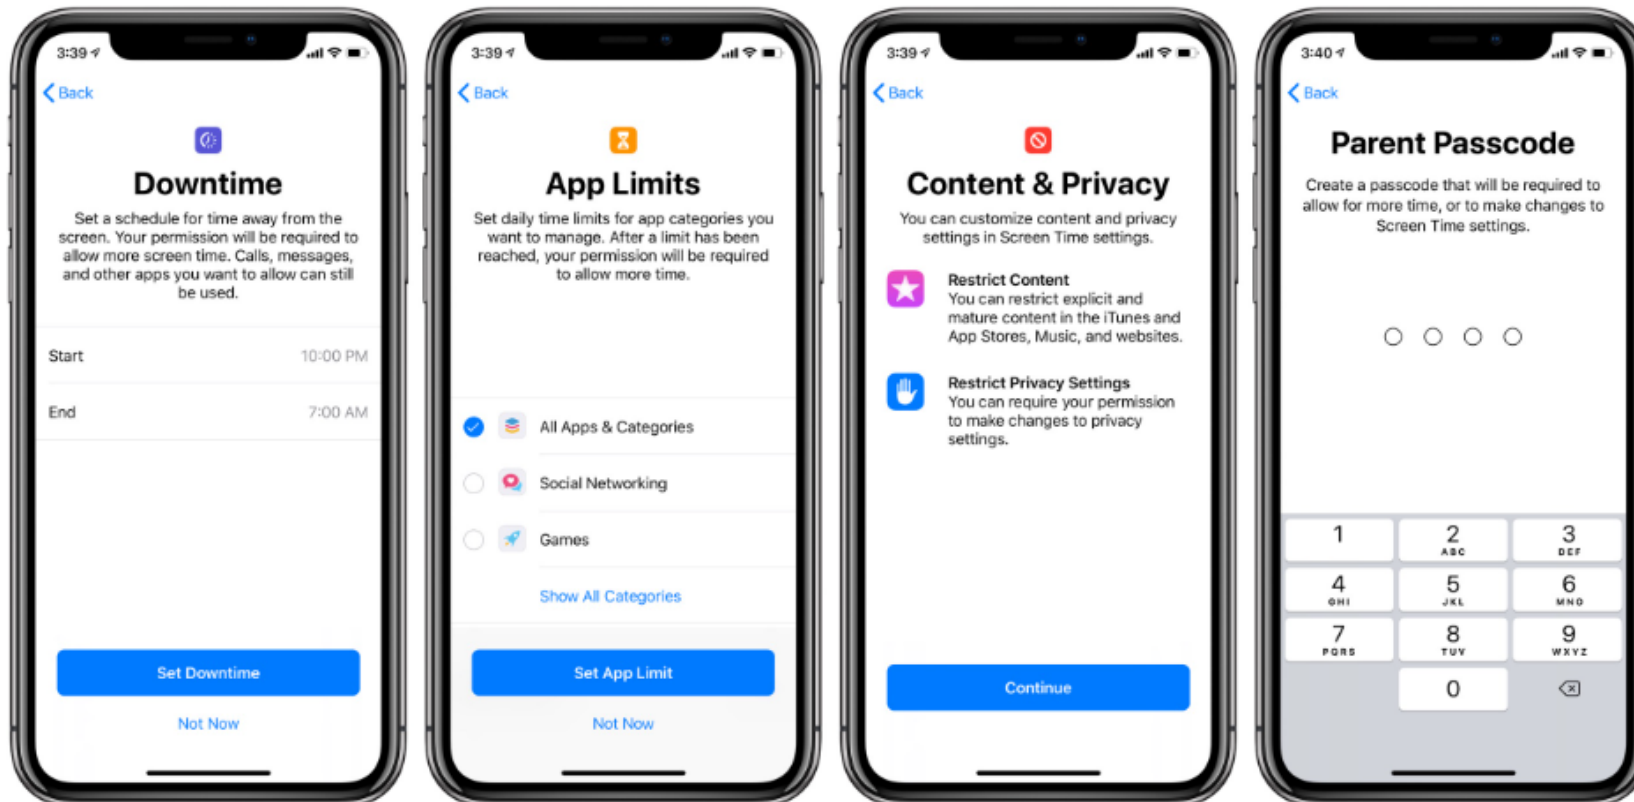 3:39
Back
Downtime
Set a schedule for time away from the
screen. Your permission will be required to
allow more screen time. Calls, messages,
and other apps you want to allow can still
be used.
Start 10:00 PM
End 7:00 AM
Set Downtime
Not Now
3:39
Back
App Limits
Set daily time limits for app categories you
want to manage. After a limit has been
reached, your permission will be required
to allow more time.
All Apps & Categories
Social Networking
Games
Show All Categories
Set App Limit
Not Now
3:39
Back
Content & Privacy
You can customize content and privacy
settings in Screen Time settings.
Restrict Content
You can restrict explicit and
mature content in the iTunes and
App Stores, Music, and websites.
Restrict Privacy Settings
You can require your permission
to make changes to privacy
settings.
Continue
3:40
Back
Parent Passcode
Create a passcode that will be required to
allow for more time, or to make changes to
Screen Time settings.
1 2 3
ABC DEF
4 5 6
GHI JKL MNO
7 8 9
PQRS TUV WXYZ
0